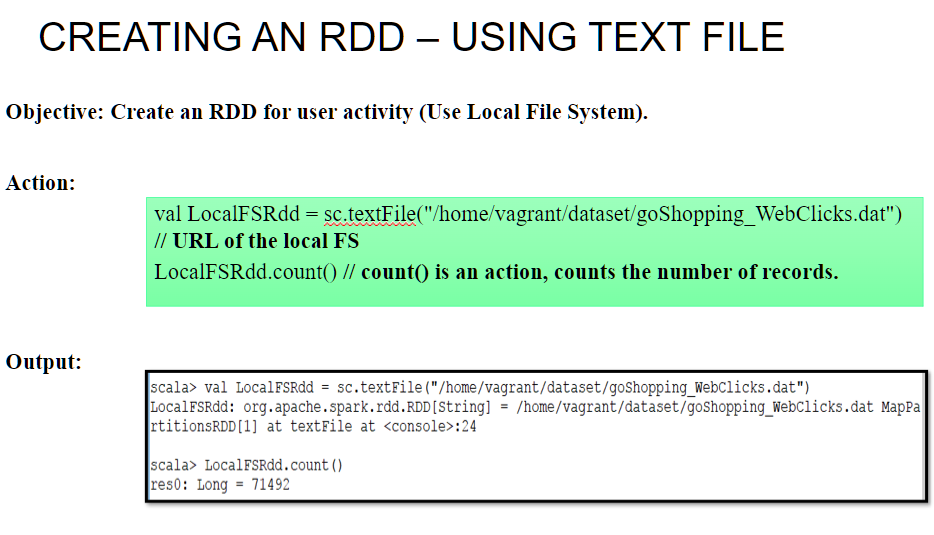 CREATING AN RDD – USING TEXT FILE
Objective: Create an RDD for user activity (Use Local File System).
Action:
val LocalFSRdd = sc.textFile("/home/vagrant/dataset/goShopping_WebClicks.dat")
// URL of the local FS
LocalFSRdd.count() // count() is an action, counts the number of records.
Output:
scala> val LocalFSRdd = sc.textFile("/home/vagrant/dataset/goShopping_WebClicks.dat")
LocalFSRdd: org.apache.spark.rdd.RDD[String] = /home/vagrant/dataset/goShopping_WebClicks.dat MapPa
rtitionsRDD[1] at textFile at <console>:24
scala> LocalFSRdd.count()
res0: Long = 71492